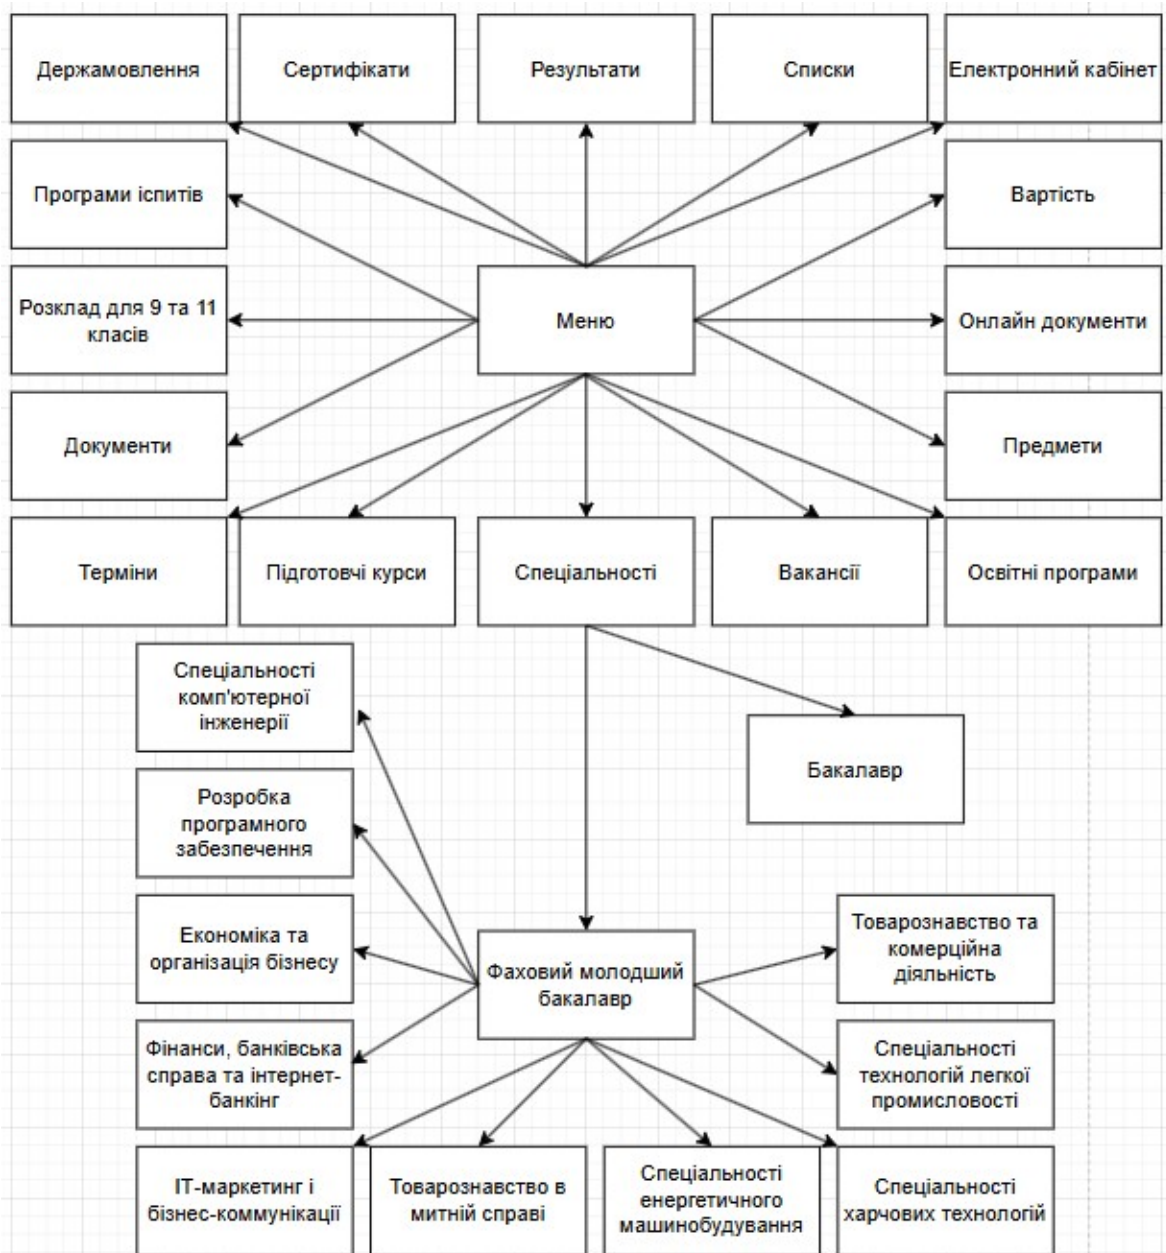 Держамовлення
Сертифікати
Результати
Списки
Електронний кабінет
Програми іспитів
Вартість
Розклад для 9 та 11
класів
Меню
Онлайн документи
Документи
Предмети
Терміни
Підготовчі курси
Спеціальності
Вакансії
Освітні програми
Спеціальності
комп'ютерної
інженерії
Бакалавр
Розробка
програмного
забезпечення
Економіка та
організація бізнесу
Фаховий молодший
бакалавр
Товарознавство та
комерційна
діяльність
Фінанси, банківська
справа та інтернет-
банкінг
Спеціальності
технологій легкої
промисловості
ІТ-маркетинг і
бізнес-коммунікації
Товарознавство в
митній справі
Спеціальності
енергетичного
машинобудування
Спеціальності
харчових технологій